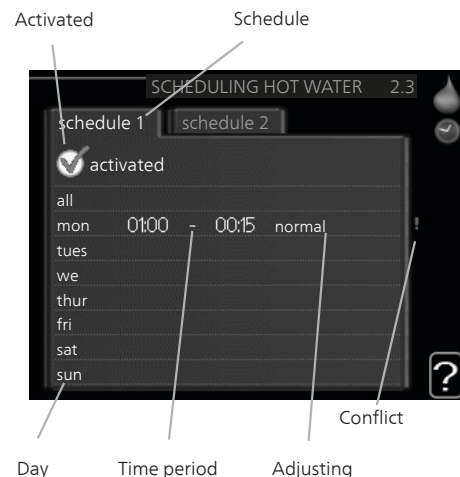 Activated Schedule
SCHEDULING HOT WATER 2.3
schedule 1 schedule 2
activated
all
mon 01:00 - 00:15 normal !
tues
we
thur
fri
sat
sun
?
Conflict
Day Time period Adjusting